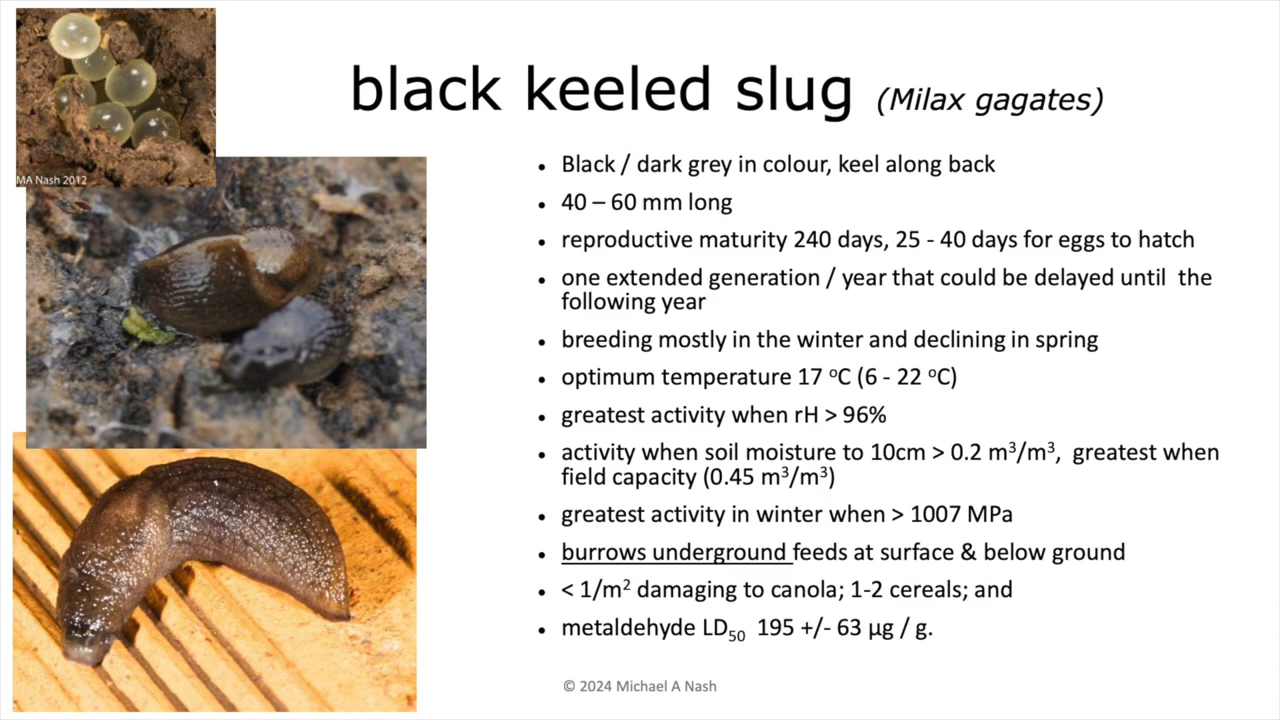 black keeled slug (Milax gagates)
MA Nash 2012
• Black / dark grey in colour, keel along back
• 40 – 60 mm long
• reproductive maturity 240 days, 25 - 40 days for eggs to hatch
• one extended generation / year that could be delayed until  the
following year
• breeding mostly in the winter and declining in spring
• optimum temperature 17 ºC (6 - 22 ºC)
• greatest activity when rH > 96%
• activity when soil moisture to 10cm > 0.2 m³/m³,  greatest when
field capacity (0.45 m³/m³)
• greatest activity in winter when > 1007 MPa
• burrows underground feeds at surface & below ground
• < 1/m² damaging to canola; 1-2 cereals; and
• metaldehyde LD₅₀  195 +/- 63 µg / g.
© 2024 Michael A Nash